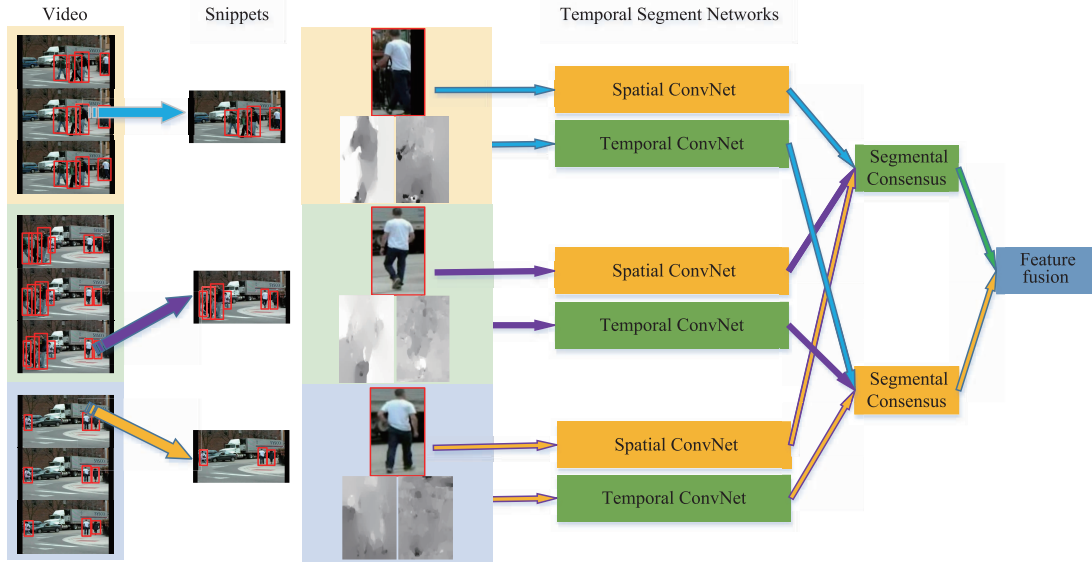 Video
Snippets
Temporal Segment Networks
Spatial ConvNet
Temporal ConvNet
Segmental
Consensus
Spatial ConvNet
Temporal ConvNet
Feature
fusion
Segmental
Consensus
Spatial ConvNet
Temporal ConvNet